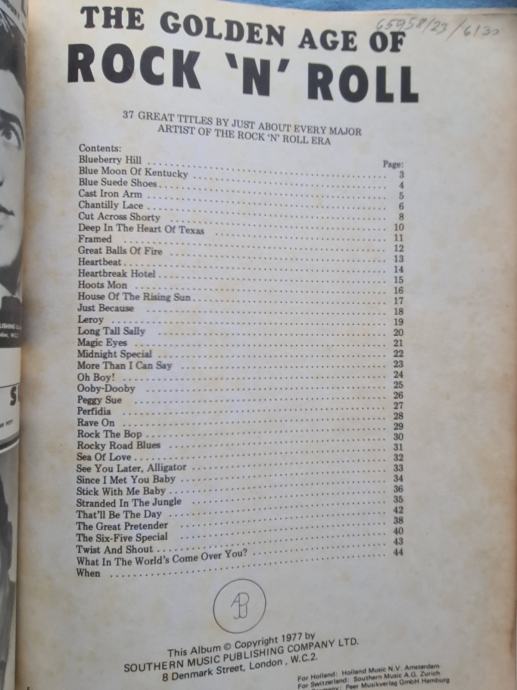 65958/23/6130
THE GOLDEN AGE OF
ROCK 'N' ROLL
37 GREAT TITLES BY JUST ABOUT EVERY MAJOR
ARTIST OF THE ROCK 'N' ROLL ERA
Contents: Page:
Blueberry Hill 3
Blue Moon Of Kentucky 4
Blue Suede Shoes 5
Cast Iron Arm 6
Chantilly Lace 8
Cut Across Shorty 10
Deep In The Heart Of Texas 11
Framed 12
Great Balls Of Fire 13
Heartbeat 14
Heartbreak Hotel 15
Hoots Mon 16
House Of The Rising Sun 17
Just Because 18
Leroy 19
Long Tall Sally 20
Magic Eyes 21
Midnight Special 22
More Than I Can Say 23
Oh Boy! 24
Ooby-Dooby 25
Peggy Sue 26
Perfidia 27
Rave On 28
Rock The Bop 29
Rocky Road Blues 30
Sea Of Love 31
See You Later, Alligator 32
Since I Met You Baby 33
Stick With Me Baby 34
Stranded In The Jungle 36
That'll Be The Day 35
The Great Pretender 42
The Six-Five Special 38
Twist And Shout 40
What In The World's Come Over You? 43
When 44
This Album © Copyright 1977 by
SOUTHERN MUSIC PUBLISHING COMPANY LTD.
8 Denmark Street, London, W.C.2.
For Holland: Holland Music N.V. Amsterdam
For Switzerland: Southern Music A.G. Zurich
Peer Musikverlag GmbH Hamburg